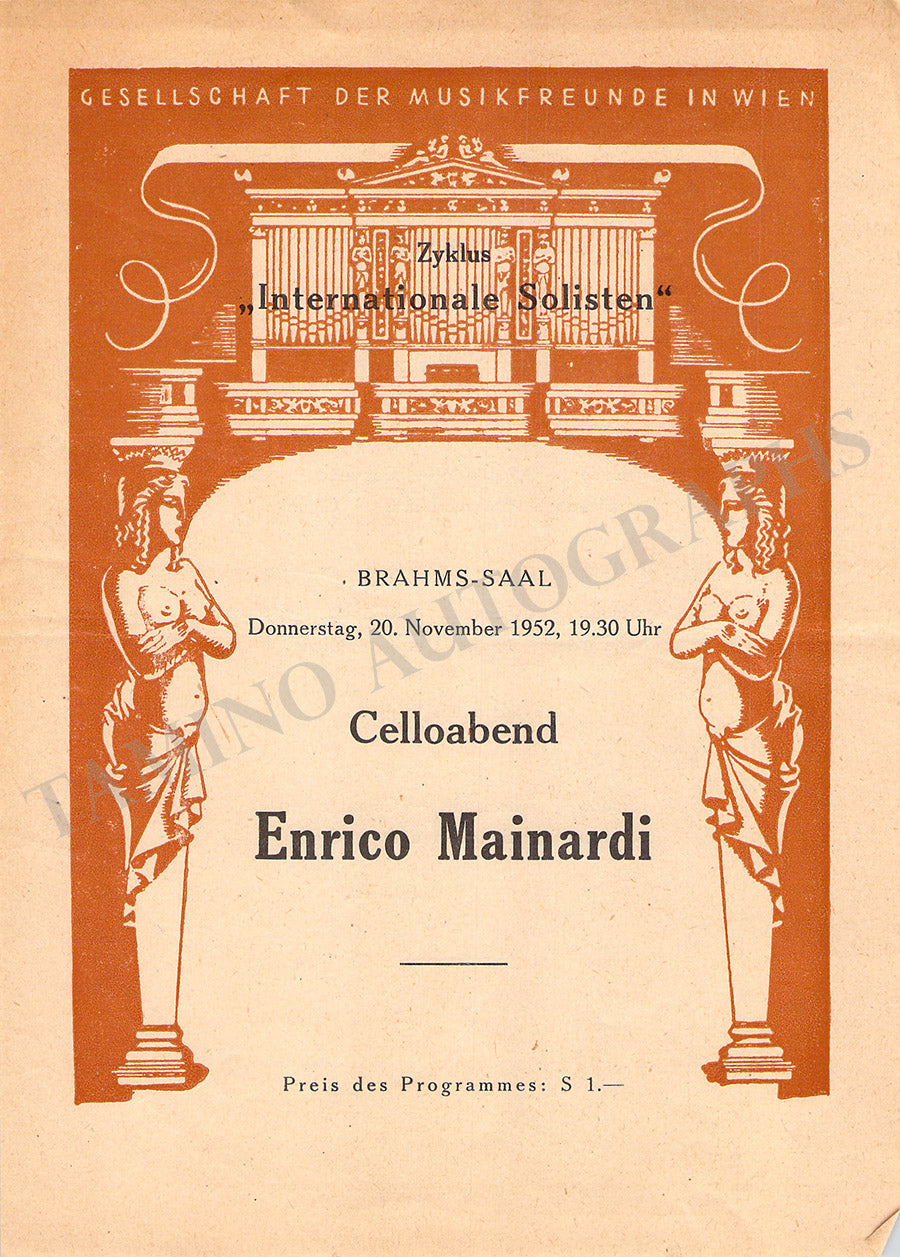 GESELLSCHAFT DER MUSIKFREUNDE IN WIEN
Zyklus
„Internationale Solisten“
BRAHMS-SAAL
Donnerstag, 20. November 1952, 19.30 Uhr
Celloabend
Enrico Mainardi
Preis des Programmes: S 1.—
TAMINO AUTOGRAPHS